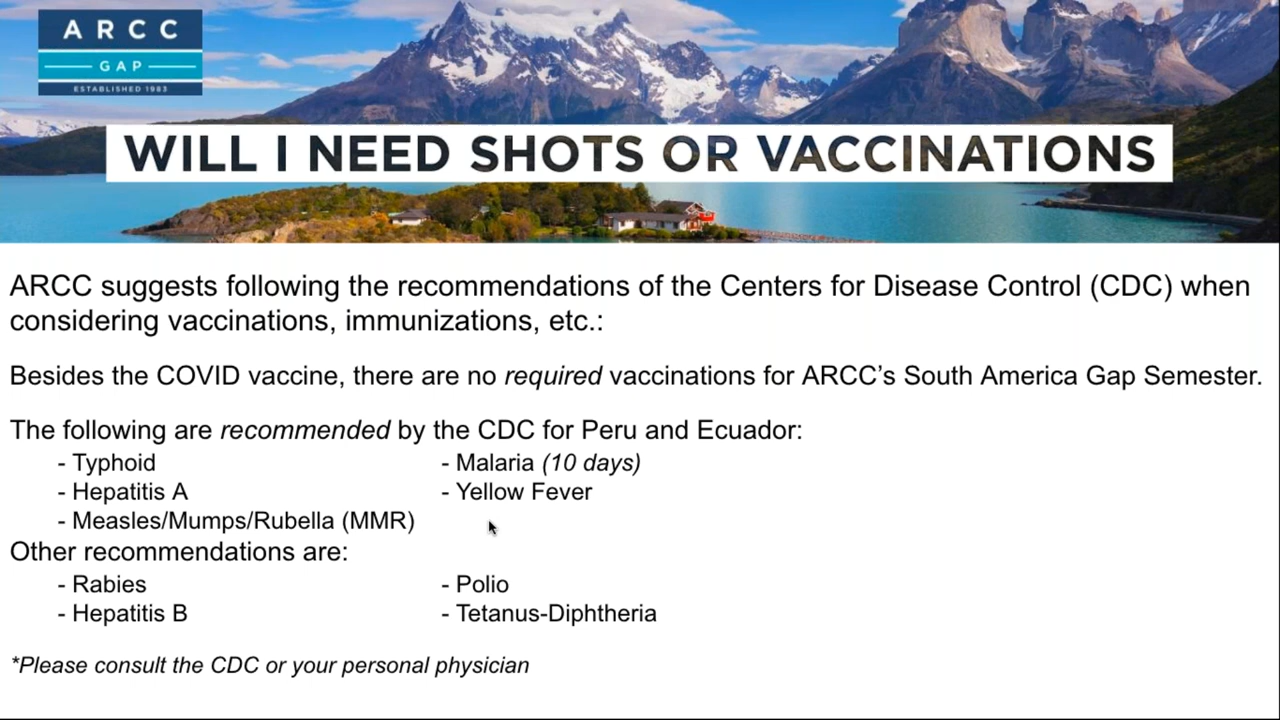 ARCC
GAP
ESTABLISHED 1983
WILL I NEED SHOTS OR VACCINATIONS
ARCC suggests following the recommendations of the Centers for Disease Control (CDC) when
considering vaccinations, immunizations, etc.:
Besides the COVID vaccine, there are no required vaccinations for ARCC’s South America Gap Semester.
The following are recommended by the CDC for Peru and Ecuador:
- Typhoid
- Hepatitis A
- Measles/Mumps/Rubella (MMR)
- Malaria (10 days)
- Yellow Fever
Other recommendations are:
- Rabies
- Hepatitis B
- Polio
- Tetanus-Diphtheria
*Please consult the CDC or your personal physician